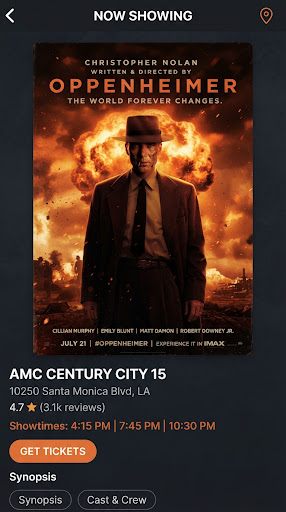 NOW SHOWING
CHRISTOPHER NOLAN
WRITTEN & DIRECTED BY
OPPENHEIMER
THE WORLD FOREVER CHANGES.
CILLIAN MURPHY | EMILY BLUNT | MATT DAMON | ROBERT DOWNEY JR.
JULY 21 | #OPPENHEIMER | EXPERIENCE IT IN IMAX
AMC CENTURY CITY 15
10250 Santa Monica Blvd, LA
4.7 ★ (3.1k reviews)
Showtimes: 4:15 PM | 7:45 PM | 10:30 PM
GET TICKETS
Synopsis
Synopsis Cast & Crew